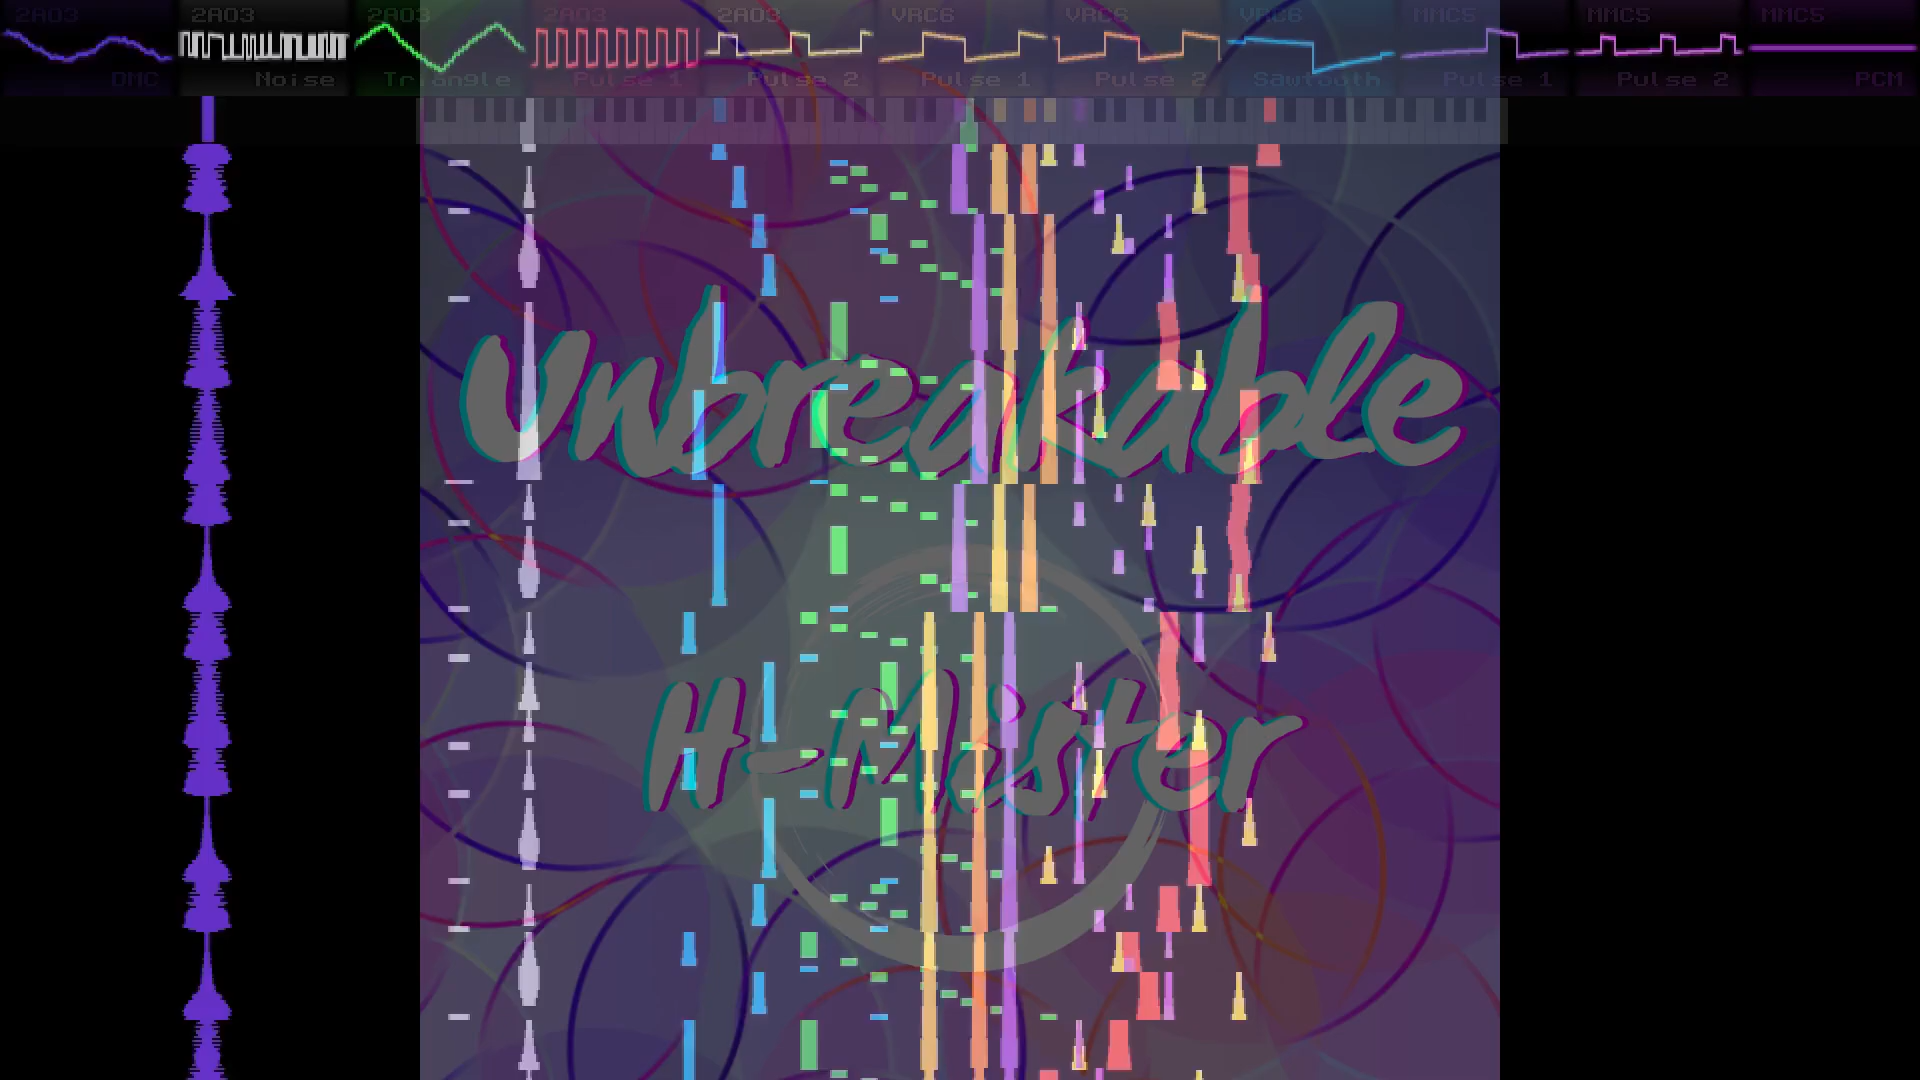 2A03 2A03 2A03 2A03 2A03 VRC6 VRC6 VRC6 MMC5 MMC5 MMC5
DMC Noise Triangle Pulse 1 Pulse 2 Pulse 1 Pulse 2 Sawtooth Pulse 1 Pulse 2 PCM
Unbreakable
H-Mister